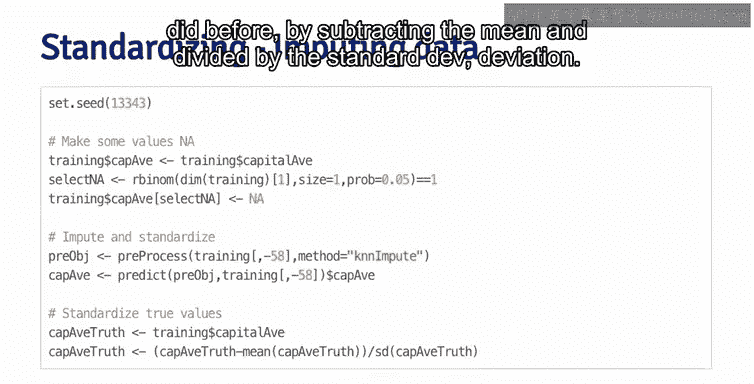 did before, by subtracting the mean and
divided by the standard dev, deviation.
Standardizing - imputing data
set.seed(13343)
# Make some values NA
training$capAve <- training$capitalAve
selectNA <- rbinom(dim(training)[1],size=1,prob=0.05)==1
training$capAve[selectNA] <- NA
# Impute and standardize
preObj <- preProcess(training[,-58],method="knnImpute")
capAve <- predict(preObj,training[,-58])$capAve
# Standardize true values
capAveTruth <- training$capitalAve
capAveTruth <- (capAveTruth-mean(capAveTruth))/sd(capAveTruth)